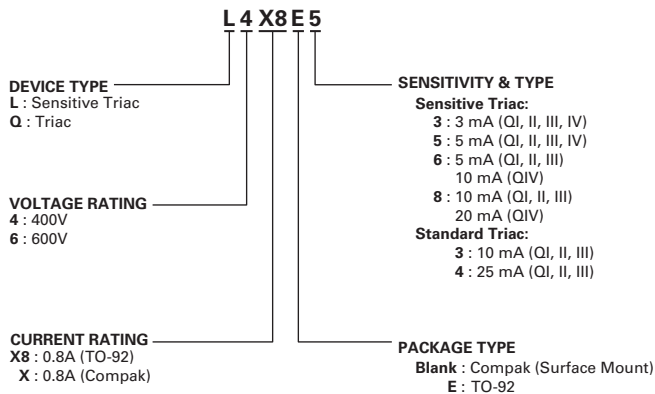 L 4 X8 E 5
DEVICE TYPE
L : Sensitive Triac
Q : Triac
VOLTAGE RATING
4 : 400V
6 : 600V
CURRENT RATING
X8 : 0.8A (TO-92)
X : 0.8A (Compak)
SENSITIVITY & TYPE
Sensitive Triac:
3 : 3 mA (QI, II, III, IV)
5 : 5 mA (QI, II, III, IV)
6 : 5 mA (QI, II, III)
10 mA (QIV)
8 : 10 mA (QI, II, III)
20 mA (QIV)
Standard Triac:
3 : 10 mA (QI, II, III)
4 : 25 mA (QI, II, III)
PACKAGE TYPE
Blank : Compak (Surface Mount)
E : TO-92